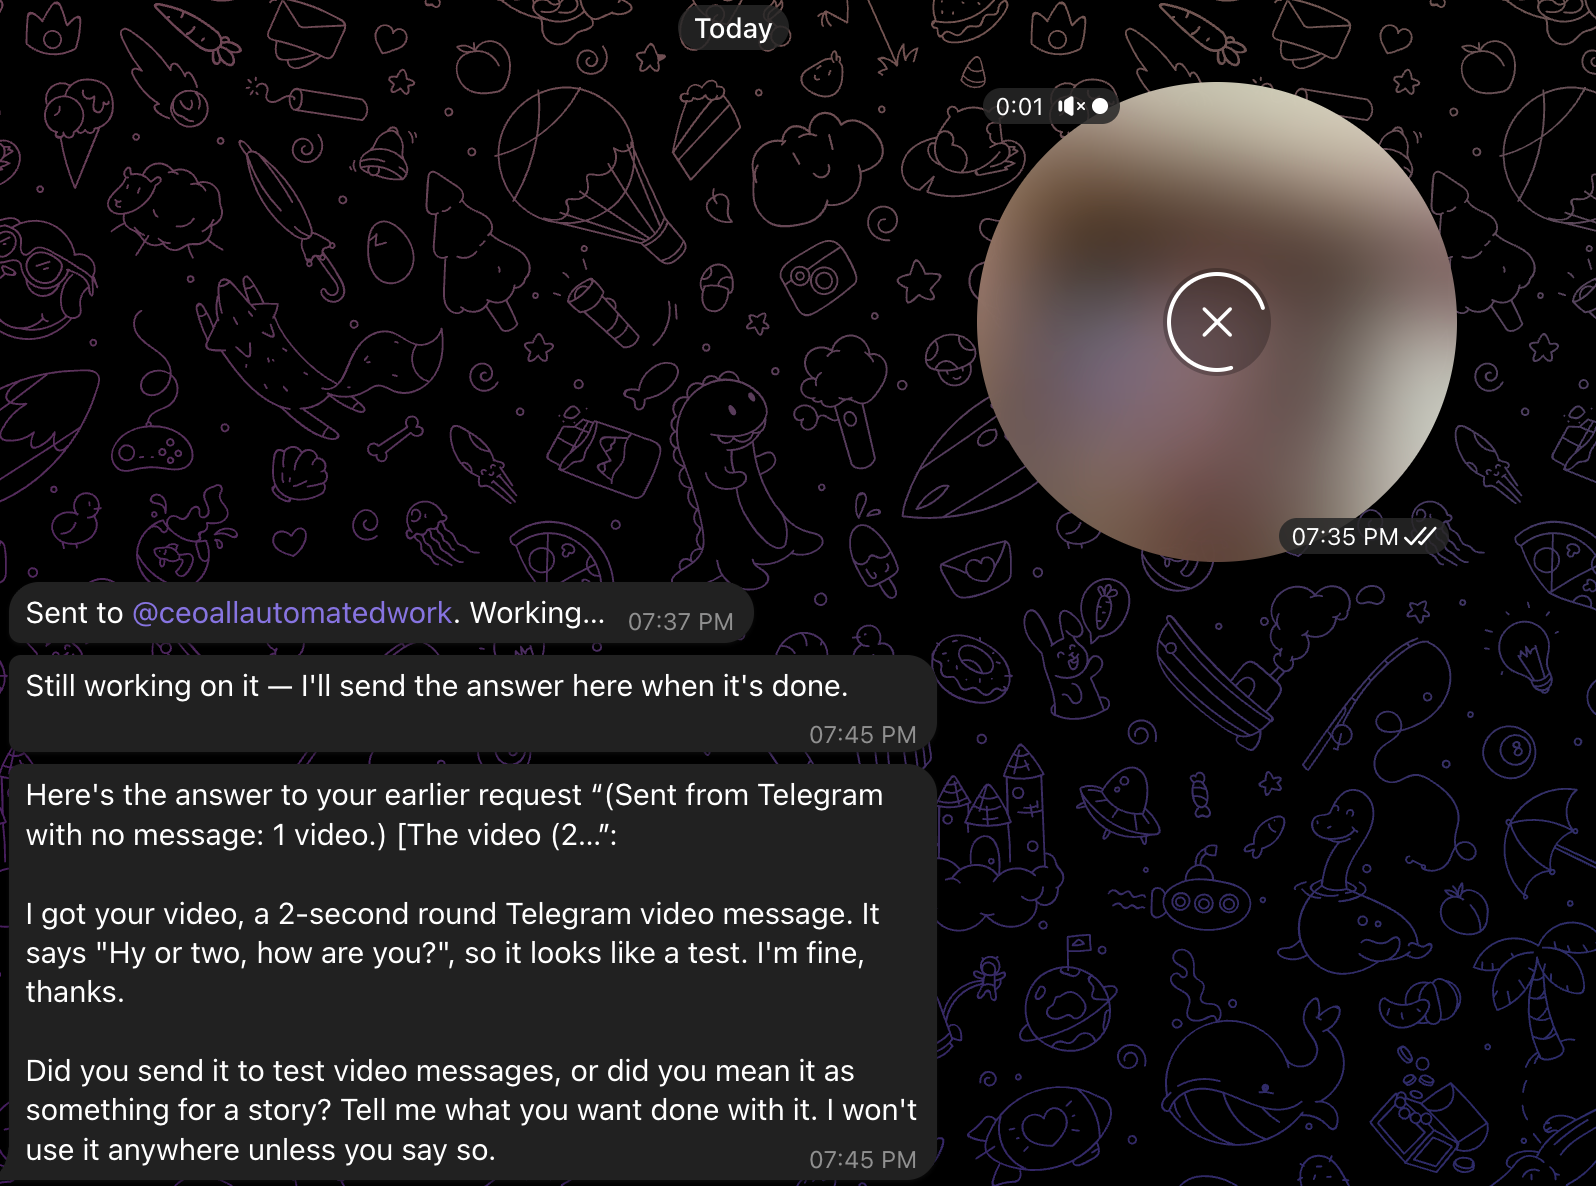 Today
0:01
07:35 PM
Sent to @ceoallautomatedwork. Working... 07:37 PM
Still working on it — I'll send the answer here when it's done.
07:45 PM
Here's the answer to your earlier request “(Sent from Telegram
with no message: 1 video.) [The video (2...”:
I got your video, a 2-second round Telegram video message. It
says "Hy or two, how are you?", so it looks like a test. I'm fine,
thanks.
Did you send it to test video messages, or did you mean it as
something for a story? Tell me what you want done with it. I won't
use it anywhere unless you say so.
07:45 PM